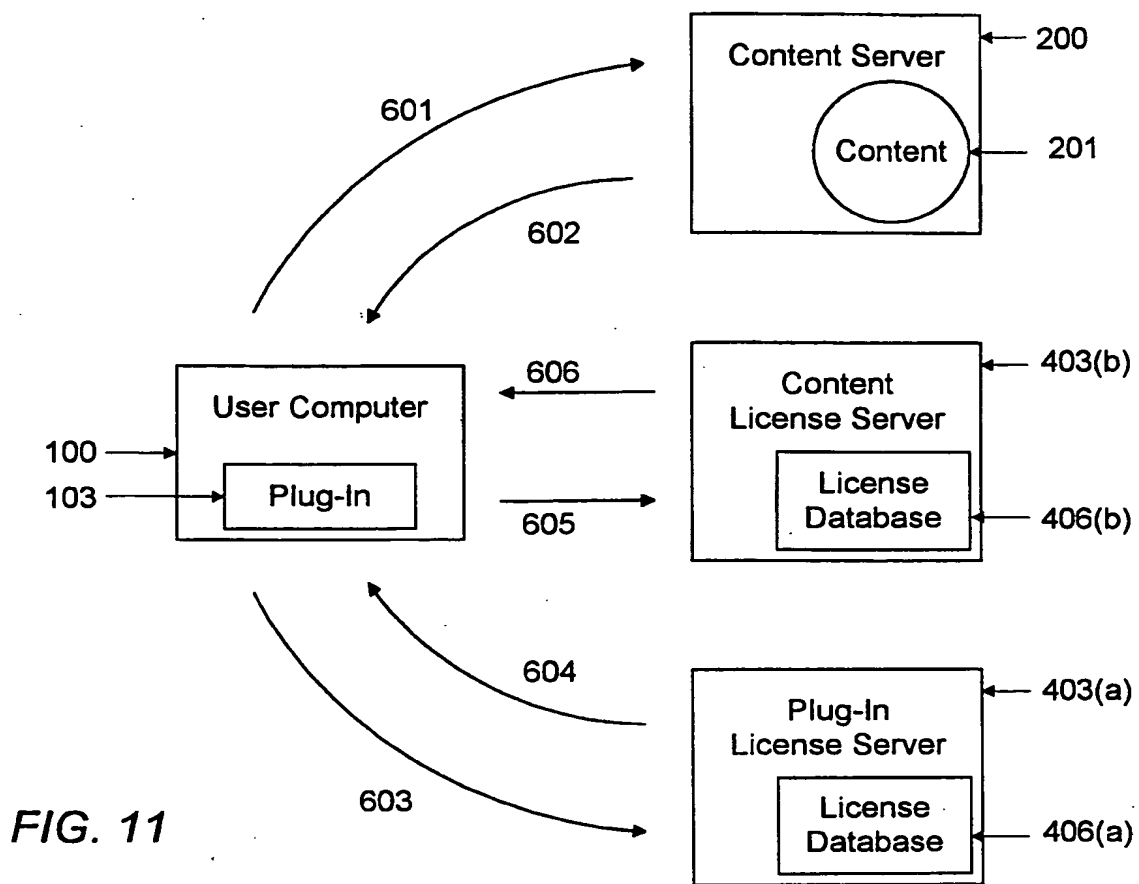 200
Content Server
601
Content
201
602
403(b)
606
Content
License Server
User Computer
100
103
Plug-In
License
Database
605
406(b)
604
403(a)
Plug-In
License Server
603
License
Database
406(a)
FIG. 11